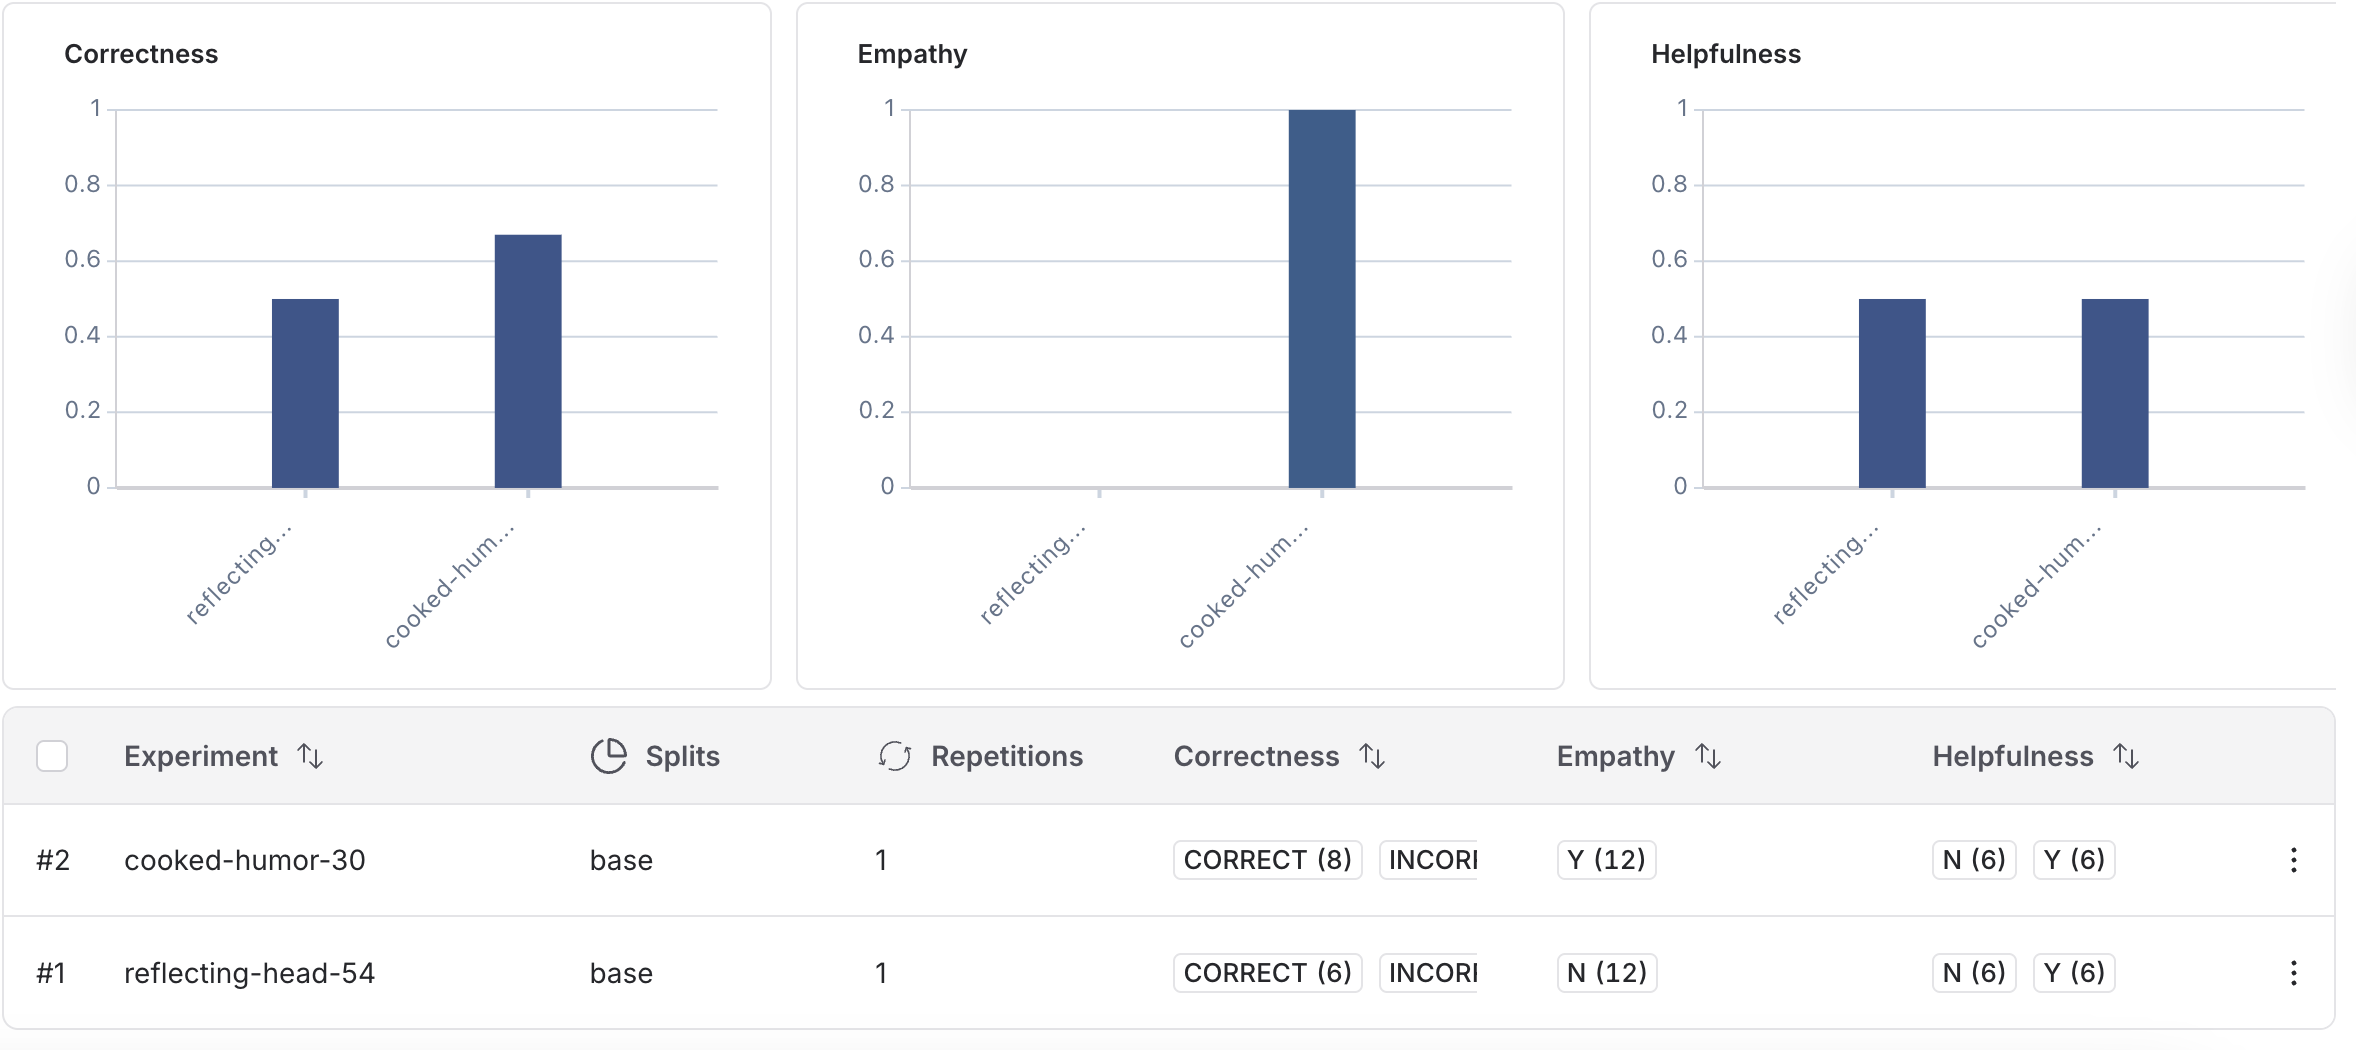 Correctness
1
0.8
0.6
0.4
0.2
0
reflecting...
cooked-hum...
Empathy
1
0.8
0.6
0.4
0.2
0
reflecting...
cooked-hum...
Helpfulness
1
0.8
0.6
0.4
0.2
0
reflecting...
cooked-hum...
Experiment Splits Repetitions Correctness Empathy Helpfulness
#2 cooked-humor-30 base 1 CORRECT (8) Y (12) N (6) Y (6)
#1 reflecting-head-54 base 1 CORRECT (6) N (12) N (6) Y (6)